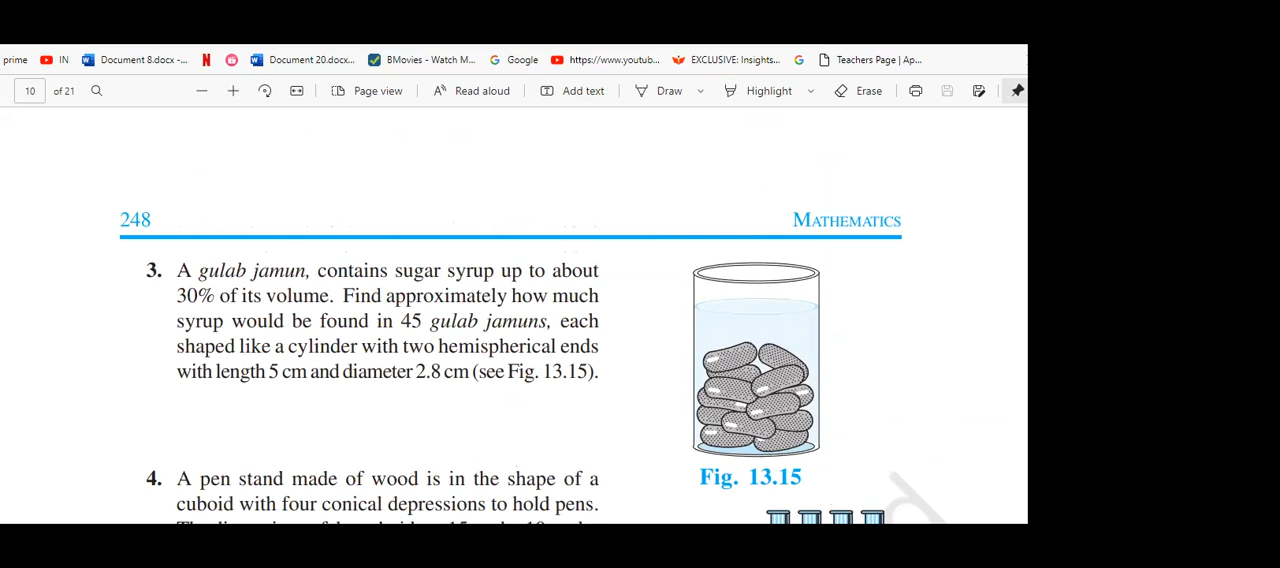 prime IN Document 8.docx -... Document 20.docx... BMovies - Watch M... Google https://www.youtub... EXCLUSIVE: Insights... Teachers Page | Ap...
10 of 21 Page view Read aloud Add text Draw Highlight Erase
248 MATHEMATICS
3. A gulab jamun, contains sugar syrup up to about
30% of its volume. Find approximately how much
syrup would be found in 45 gulab jamuns, each
shaped like a cylinder with two hemispherical ends
with length 5 cm and diameter 2.8 cm (see Fig. 13.15).
Fig. 13.15
4. A pen stand made of wood is in the shape of a
cuboid with four conical depressions to hold pens.